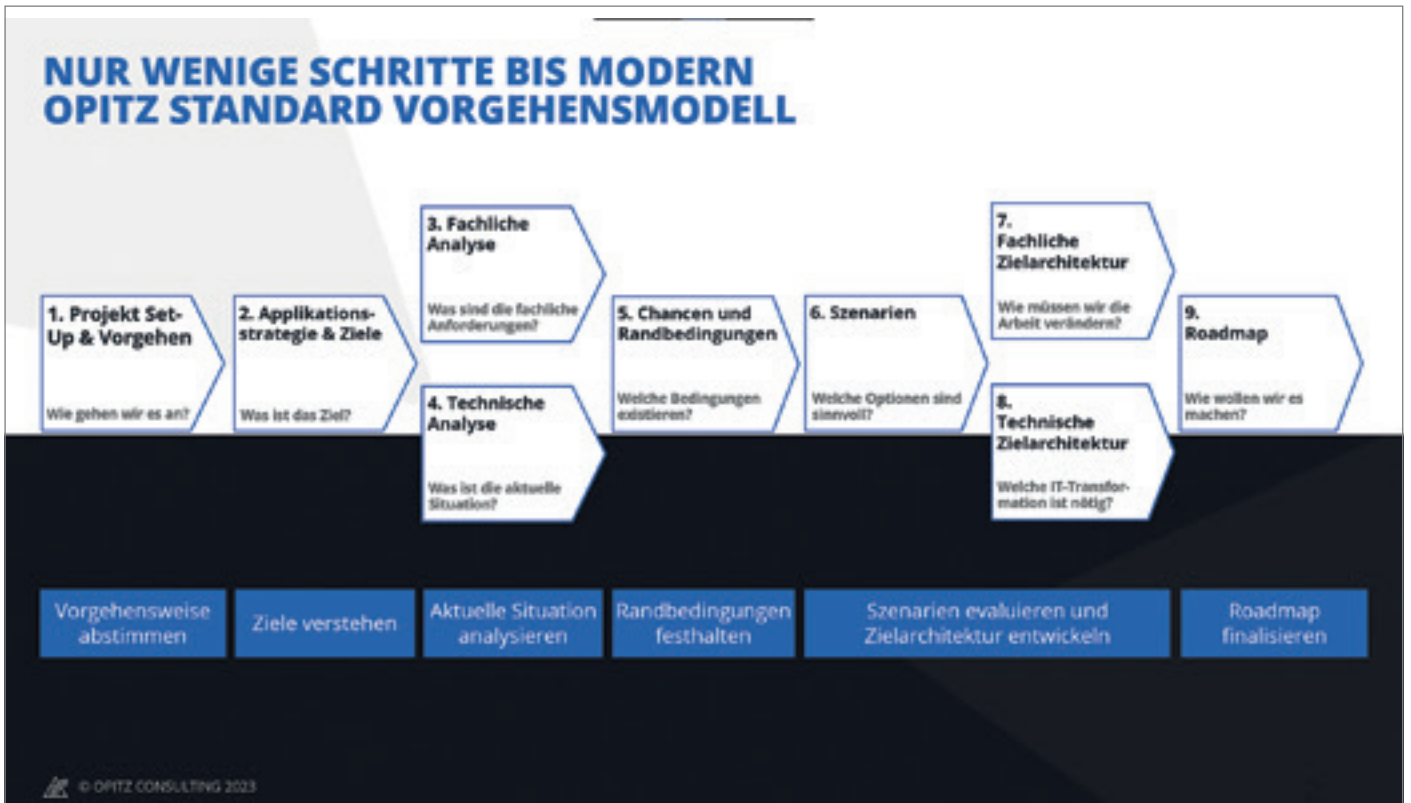 NUR WENIGE SCHRITTE BIS MODERN
OPITZ STANDARD VORGEHENSMODELL
1. Projekt Set-
Up & Vorgehen
Wie gehen wir es an?
2. Applikations-
strategie & Ziele
Was ist das Ziel?
3. Fachliche
Analyse
Was sind die fachliche
Anforderungen?
4. Technische
Analyse
Was ist die aktuelle
Situation?
5. Chancen und
Randbedingungen
Welche Bedingungen
existieren?
6. Szenarien
Welche Optionen sind
sinnvoll?
7.
Fachliche
Zielarchitektur
Wie müssen wir die
Arbeit verändern?
8.
Technische
Zielarchitektur
Welche IT-Transfor-
mation ist nötig?
9.
Roadmap
Wie wollen wir es
machen?
Vorgehensweise
abstimmen
Ziele verstehen
Aktuelle Situation
analysieren
Randbedingungen
festhalten
Szenarien evaluieren und
Zielarchitektur entwickeln
Roadmap
finalisieren
© OPITZ CONSULTING 2023